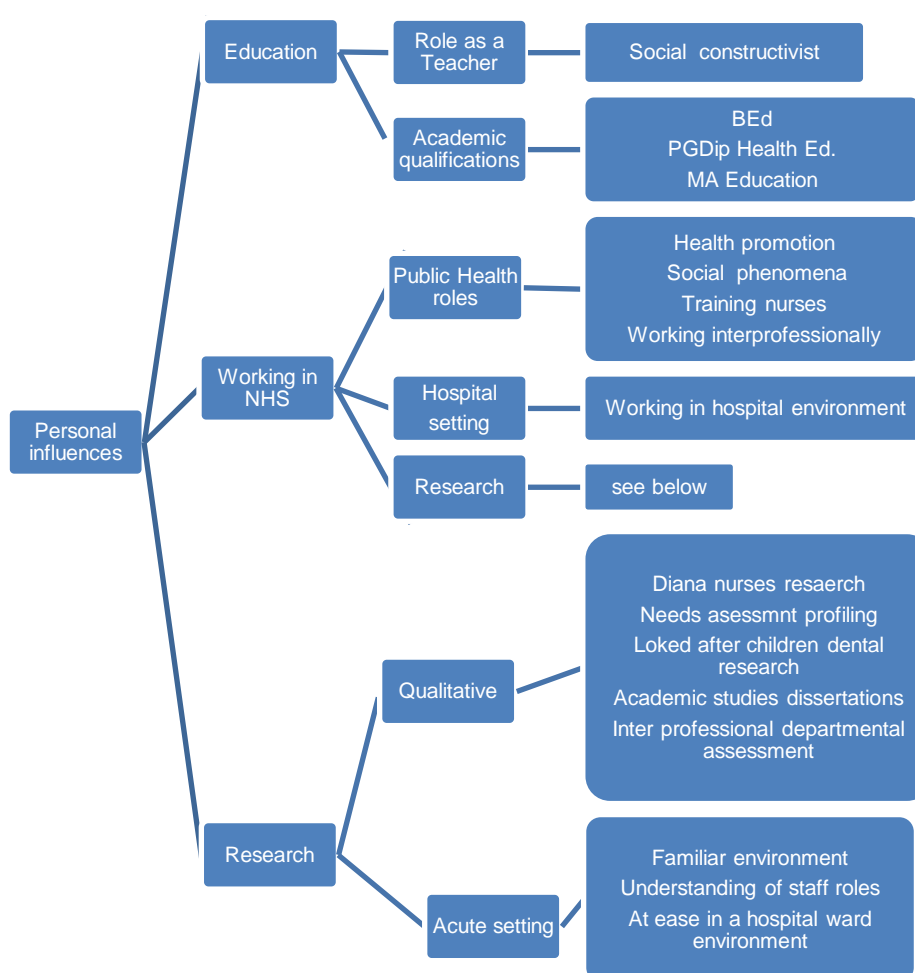 Education
Role as a
Teacher
Social constructivist
Academic
qualifications
BEd
PGDip Health Ed.
MA Education
Personal
influences
Working in
NHS
Public Health
roles
Health promotion
Social phenomena
Training nurses
Working interprofessionally
Hospital
setting
Working in hospital environment
Research
see below
Research
Qualitative
Diana nurses resaerch
Needs asessmnt profiling
Loked after children dental
research
Academic studies dissertations
Inter professional departmental
assessment
Acute setting
Familiar environment
Understanding of staff roles
At ease in a hospital ward
environment